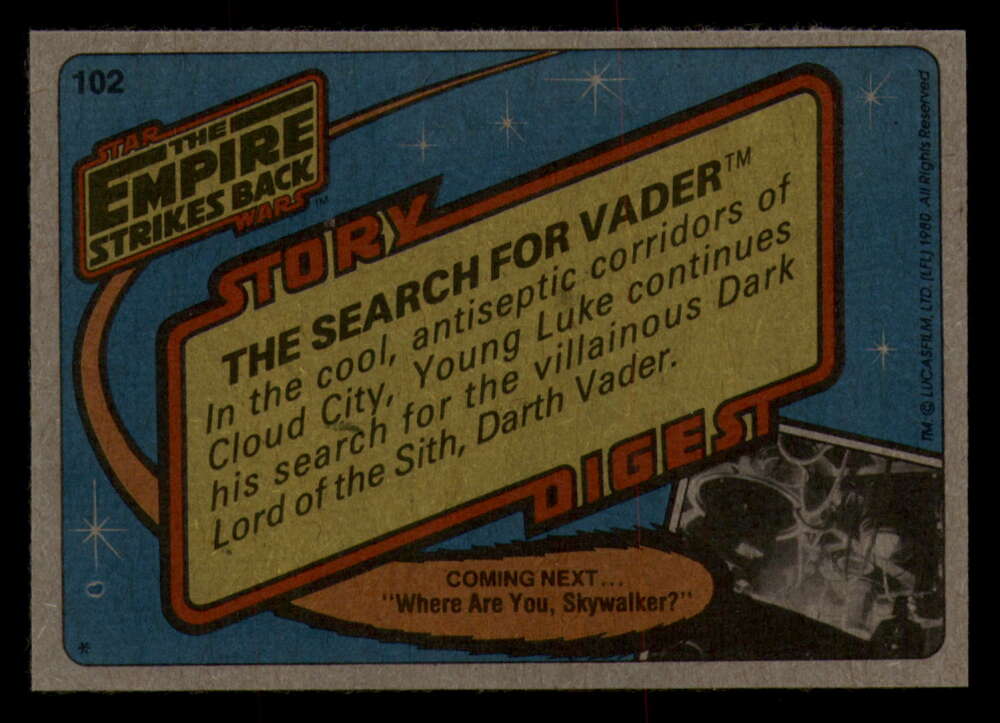 102
STAR
THE
EMPIRE
STRIKES BACK
WARS™
STORY
THE SEARCH FOR VADER™
In the cool, antiseptic corridors of
Cloud City, Young Luke continues
his search for the villainous Dark
Lord of the Sith, Darth Vader.
DIGEST
COMING NEXT...
"Where Are You, Skywalker?"
*
TM: © LUCASFILM, LTD. (LFL) 1980. All Rights Reserved